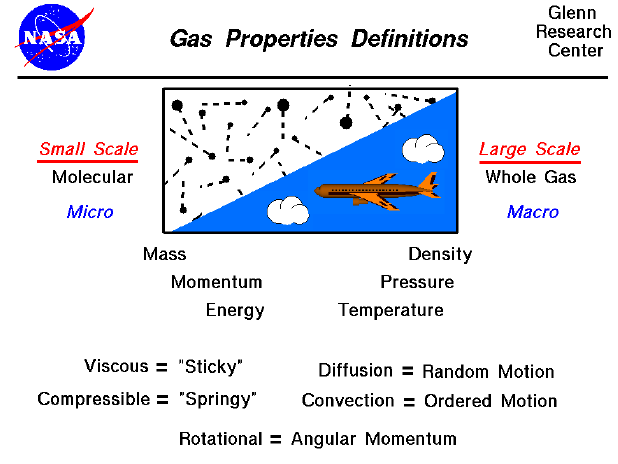 NASA
Gas Properties Definitions
Glenn
Research
Center
Small Scale
Molecular
Micro
Large Scale
Whole Gas
Macro
Mass Density
Momentum Pressure
Energy Temperature
Viscous = "Sticky" Diffusion = Random Motion
Compressible = "Springy" Convection = Ordered Motion
Rotational = Angular Momentum